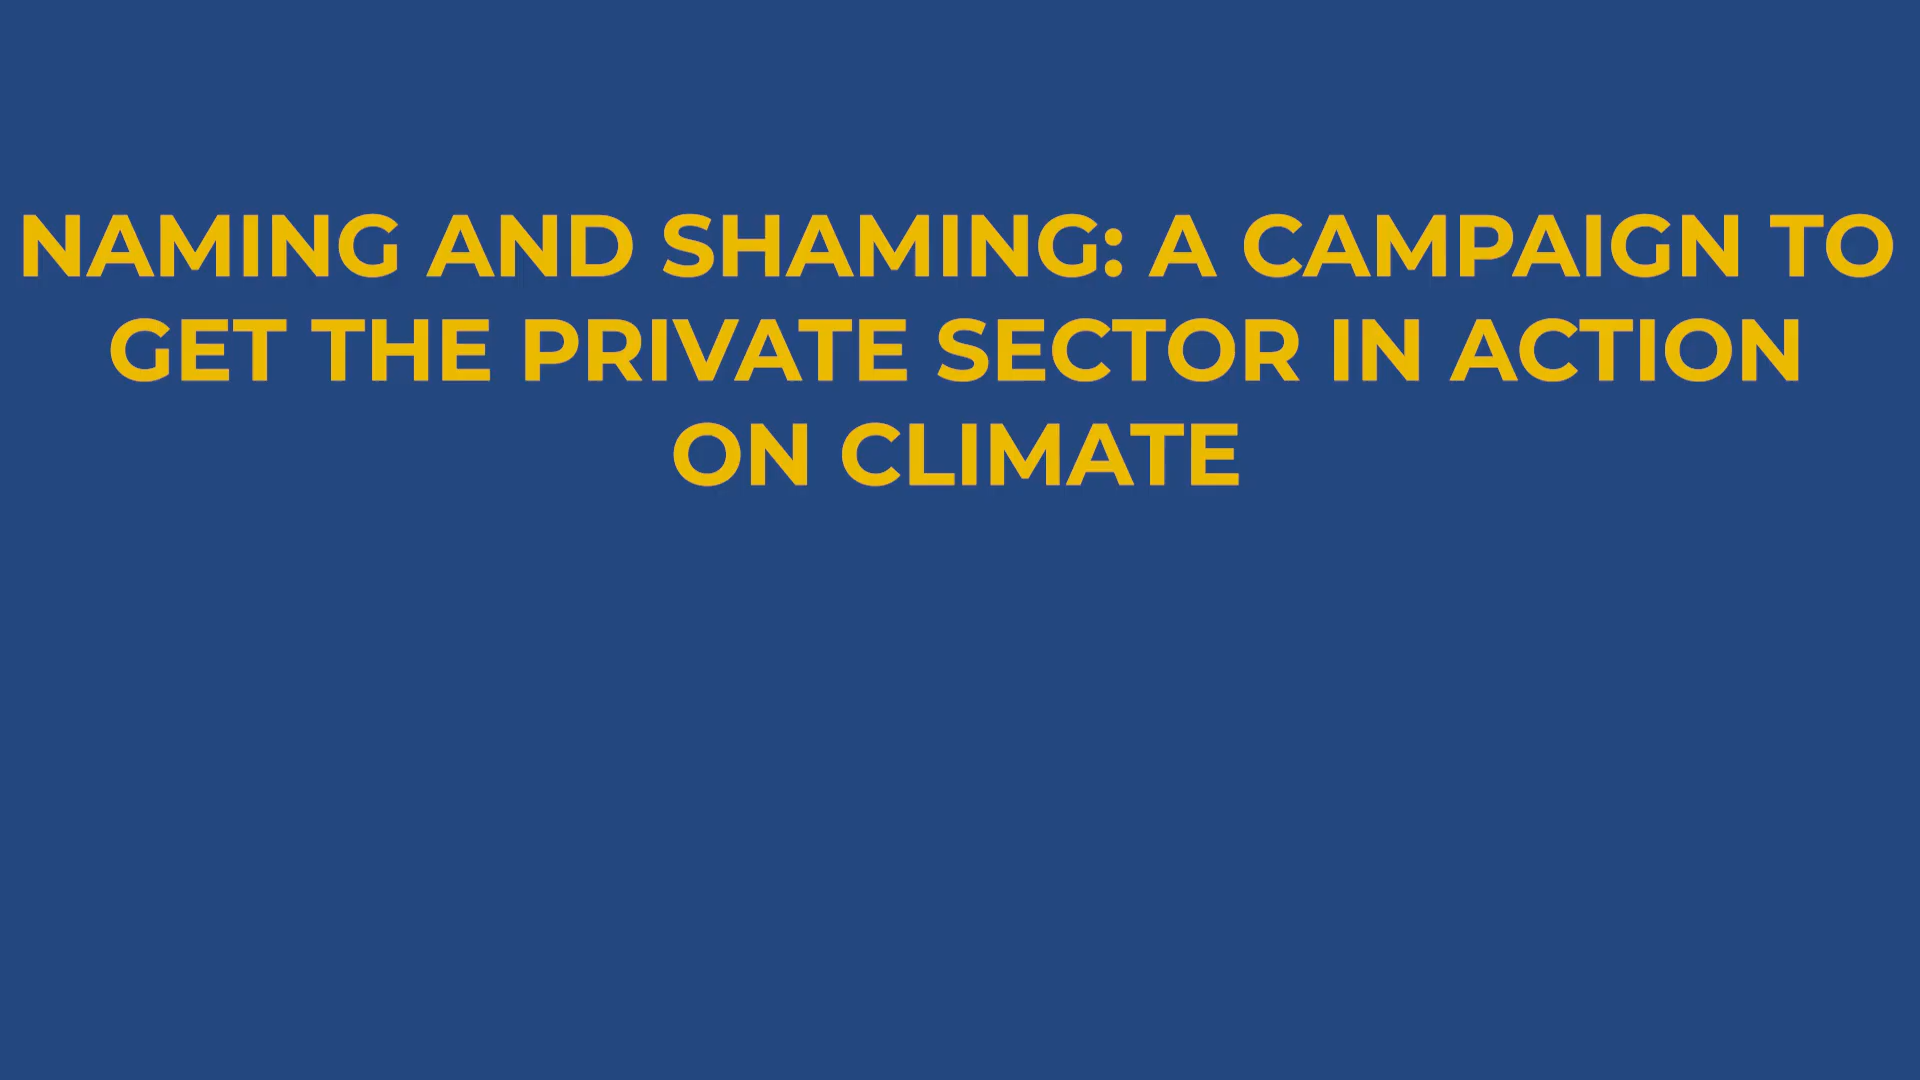 NAMING AND SHAMING: A CAMPAIGN TO
GET THE PRIVATE SECTOR IN ACTION
ON CLIMATE